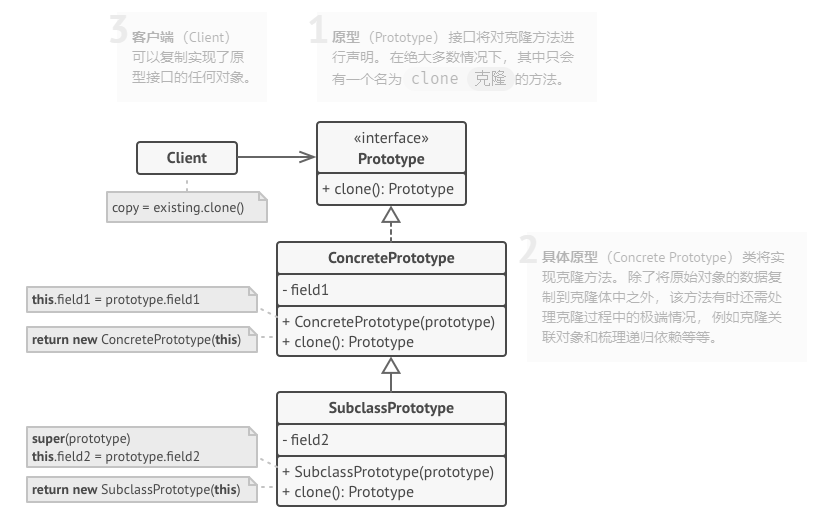 3 客户端 （Client）
可以复制实现了原
型接口的任何对象。
1 原型 （Prototype） 接口将对克隆方法进
行声明。 在绝大多数情况下， 其中只会
有一个名为 clone 克隆 的方法。
«interface»
Prototype
+ clone(): Prototype
Client
copy = existing.clone()
ConcretePrototype
- field1
+ ConcretePrototype(prototype)
+ clone(): Prototype
this.field1 = prototype.field1
return new ConcretePrototype(this)
2 具体原型 （Concrete Prototype） 类将实
现克隆方法。 除了将原始对象的数据复
制到克隆体中之外， 该方法有时还需处
理克隆过程中的极端情况， 例如克隆关
联对象和梳理递归依赖等等。
SubclassPrototype
- field2
+ SubclassPrototype(prototype)
+ clone(): Prototype
super(prototype)
this.field2 = prototype.field2
return new SubclassPrototype(this)